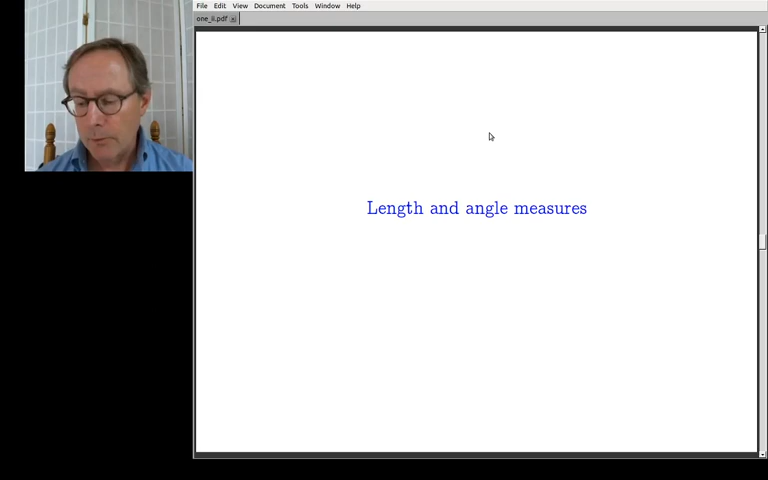 File Edit View Document Tools Window Help
one_ii.pdf
Length and angle measures